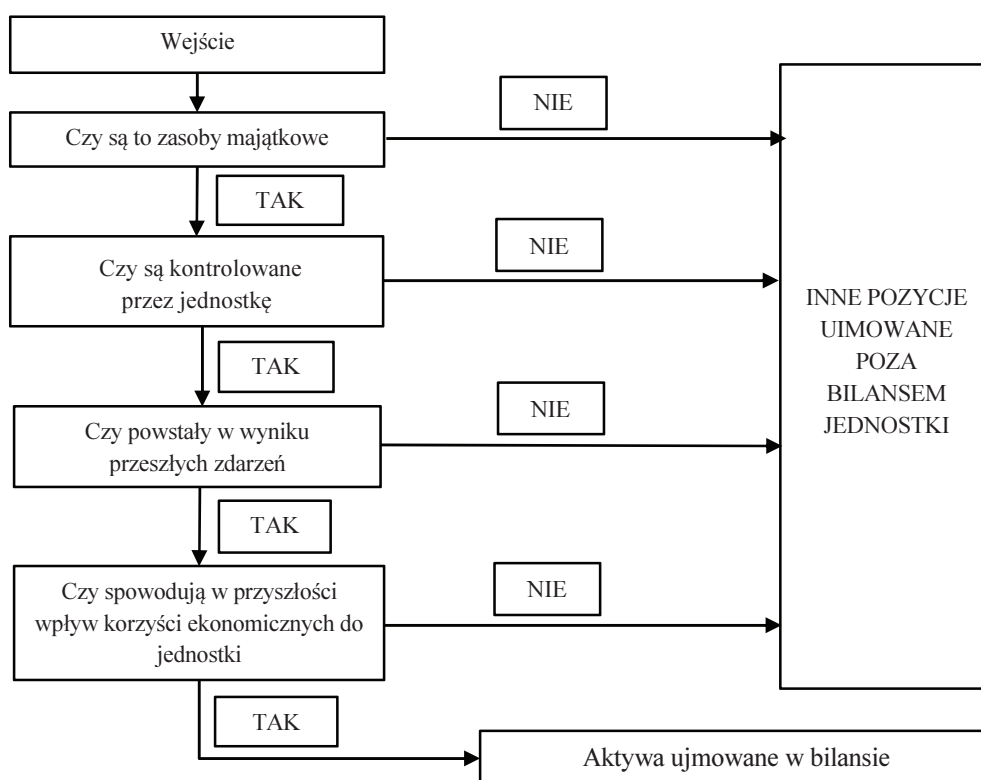 Wejście
NIE
Czy są to zasoby majątkowe
TAK
NIE
Czy są kontrolowane
przez jednostkę
INNE POZYCJE
UIMOWANE
POZA
BILANSEM
JEDNOSTKI
TAK
NIE
Czy powstały w wyniku
przeszłych zdarzeń
TAK
NIE
Czy spowodują w przyszłości
wpływ korzyści ekonomicznych do
jednostki
TAK
Aktywa ujmowane w bilansie